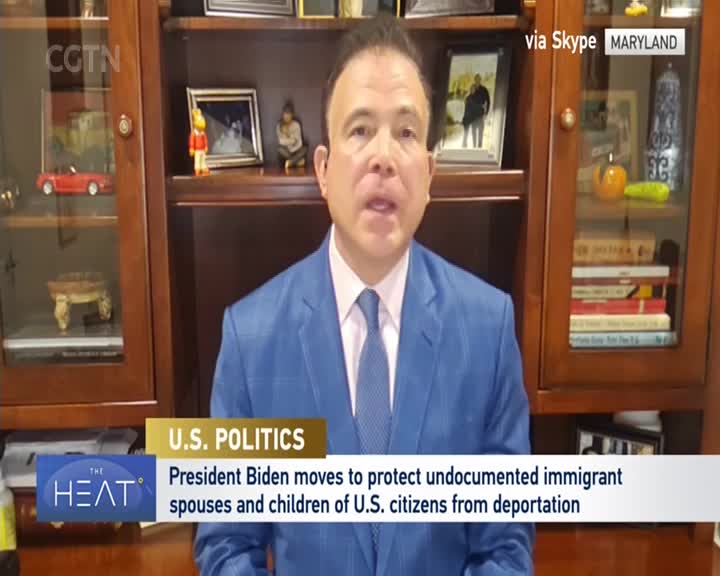 CGTN
via Skype MARYLAND
U.S. POLITICS
THE
HEAT
President Biden moves to protect undocumented immigrant
spouses and children of U.S. citizens from deportation